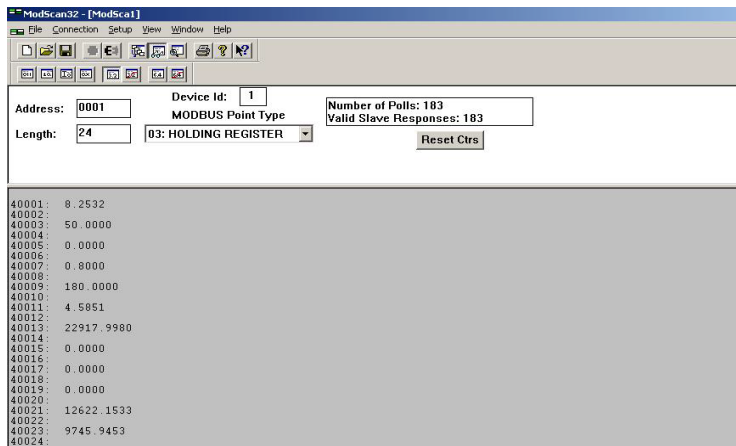 ModScan32 - [ModSca1]
File Connection Setup View Window Help
Address: 0001
Device Id: 1
MODBUS Point Type
Length: 24
03: HOLDING REGISTER
Number of Polls: 183
Valid Slave Responses: 183
Reset Ctrs
40001: 8.2532
40002:
40003: 50.0000
40004:
40005: 0.0000
40006:
40007: 0.8000
40008:
40009: 180.0000
40010:
40011: 4.5851
40012:
40013: 22917.9980
40014:
40015: 0.0000
40016:
40017: 0.0000
40018:
40019: 0.0000
40020:
40021: 12622.1533
40022:
40023: 9745.9453
40024: